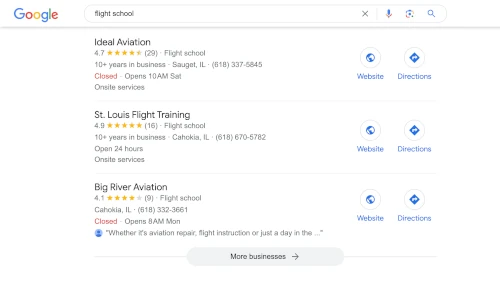 Google
flight school
Ideal Aviation
4.7 ★★★★★ (29) · Flight school
10+ years in business · Sauget, IL · (618) 337-5845
Closed · Opens 10 AM Sat
Onsite services
Website
Directions
St. Louis Flight Training
4.9 ★★★★★ (16) · Flight school
10+ years in business · Cahokia, IL · (618) 670-5782
Open 24 hours
Onsite services
Website
Directions
Big River Aviation
4.1 ★★★★★ (9) · Flight school
Cahokia, IL · (618) 332-3661
Closed · Opens 8 AM Mon
"Whether it's aviation repair, flight instruction or just a day in the ..."
Website
Directions
More businesses →